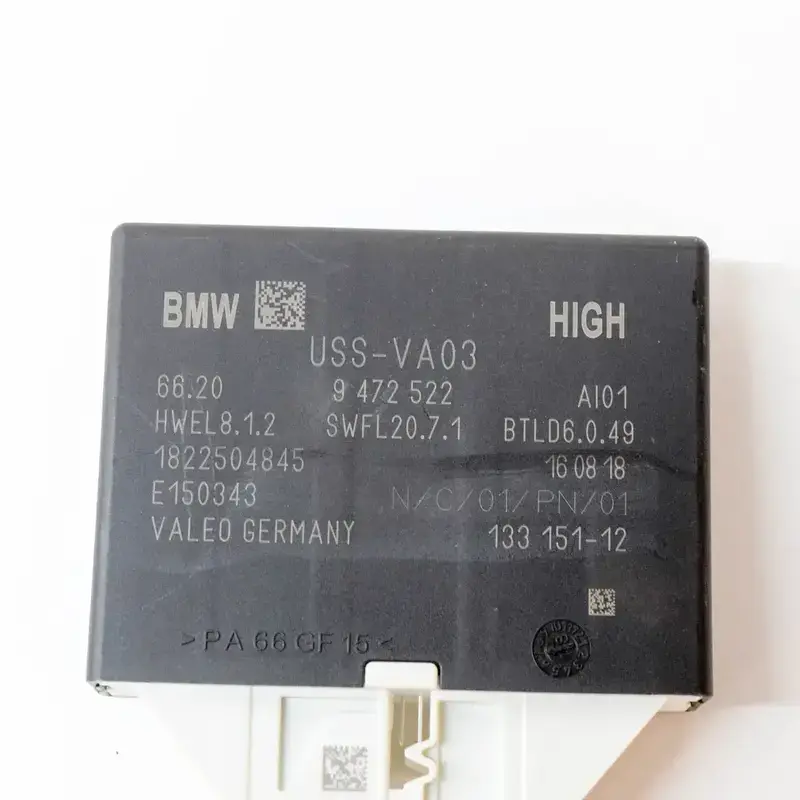 BMW HIGH
USS-VA03
66.20 9 472 522 AI01
HWEL8.1.2 SWFL20.7.1 BTLD6.0.49
1822504845 16 08 18
E150343 N/C/01/PN/01
VALEO GERMANY 133 151-12
>PA 66 GF 15<